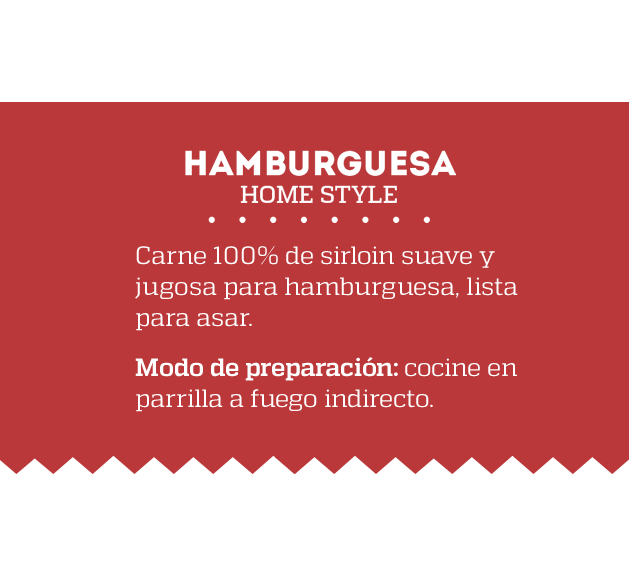 HAMBURGUESA
HOME STYLE
Carne 100% de sirloin suave y
jugosa para hamburguesa, lista
para asar.
Modo de preparación: cocine en
parrilla a fuego indirecto.